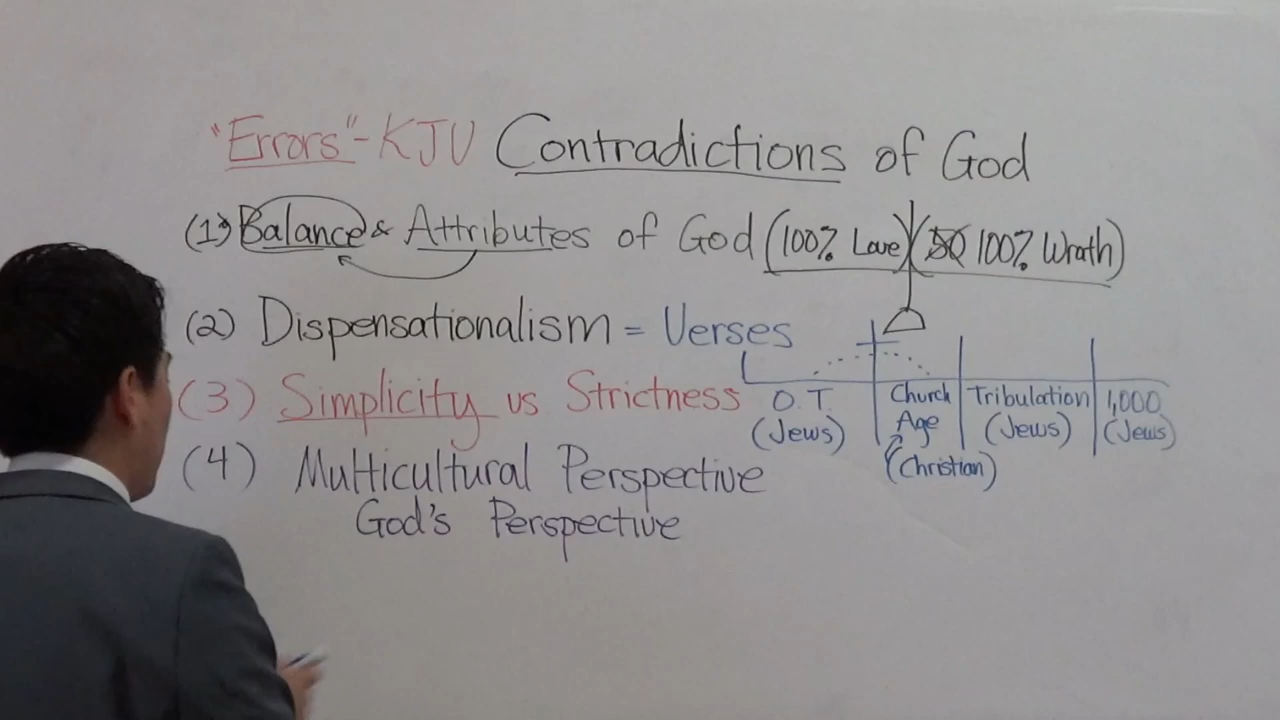 "Errors"-KJV Contradictions of God
(1) Balance & Attributes of God (100% Love)(50 100% Wrath)
(2) Dispensationalism = Verses
(3) Simplicity vs Strictness
O.T. Church Tribulation 1,000
(Jews) Age (Jews) (Jews)
(Christian)
(4) Multicultural Perspective
God's Perspective